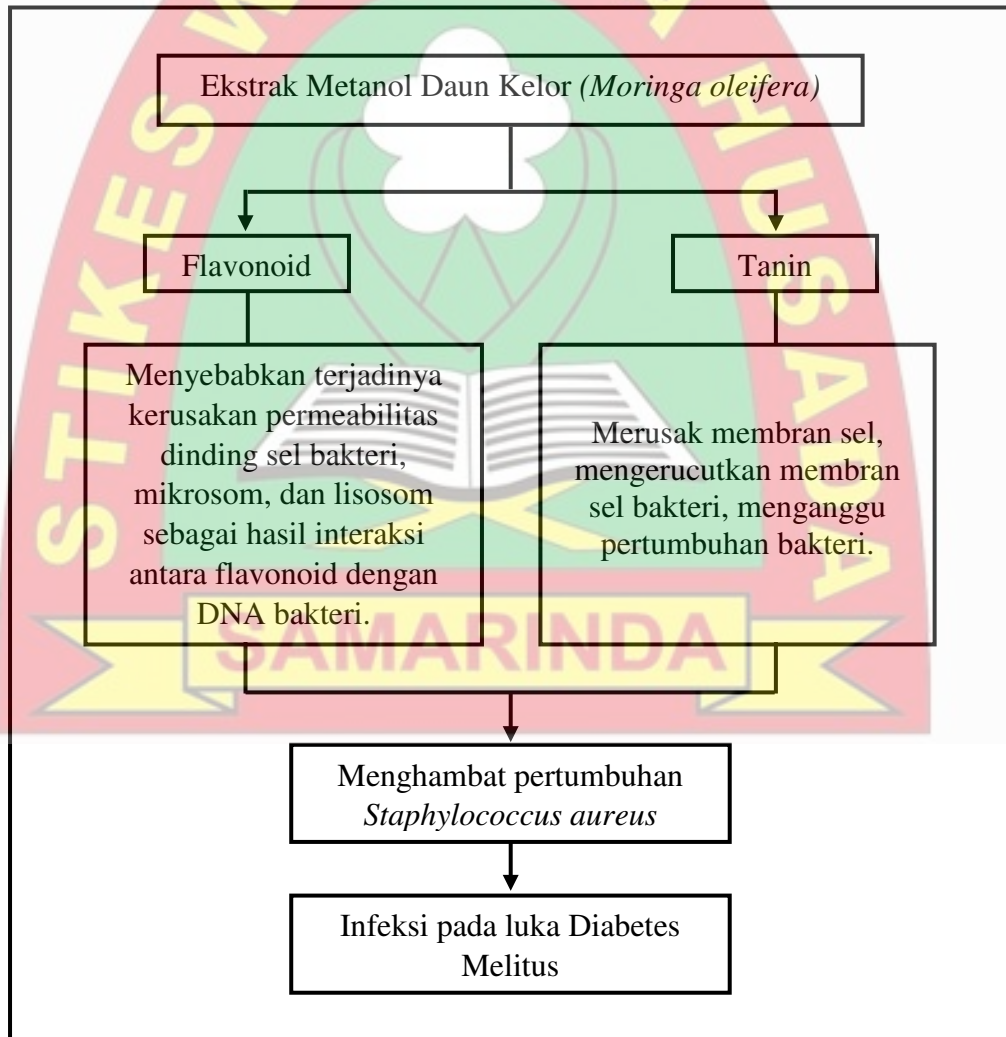 Ekstrak Metanol Daun Kelor (Moringa oleifera)
Flavonoid
Tanin
Menyebabkan terjadinya
kerusakan permeabilitas
dinding sel bakteri,
mikrosom, dan lisosom
sebagai hasil interaksi
antara flavonoid dengan
DNA bakteri.
Merusak membran sel,
mengerucutkan membran
sel bakteri, menganggu
pertumbuhan bakteri.
Menghambat pertumbuhan
Staphylococcus aureus
Infeksi pada luka Diabetes
Melitus
STIKES W
A HUSADA
SAMARINDA